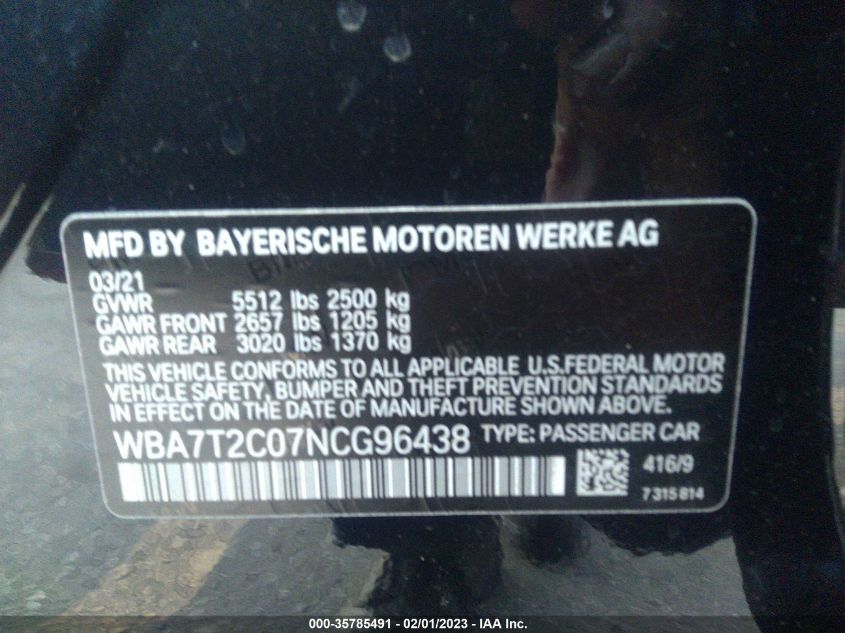 MFD BY BAYERISCHE MOTOREN WERKE AG
03/21
GVWR 5512 lbs 2500 kg
GAWR FRONT 2657 lbs 1205 kg
GAWR REAR 3020 lbs 1370 kg
THIS VEHICLE CONFORMS TO ALL APPLICABLE U.S.FEDERAL MOTOR
VEHICLE SAFETY, BUMPER AND THEFT PREVENTION STANDARDS
IN EFFECT ON THE DATE OF MANUFACTURE SHOWN ABOVE.
WBA7T2C07NCG96438 TYPE: PASSENGER CAR
416/9
7315814
000-35785491 - 02/01/2023 - IAA Inc.